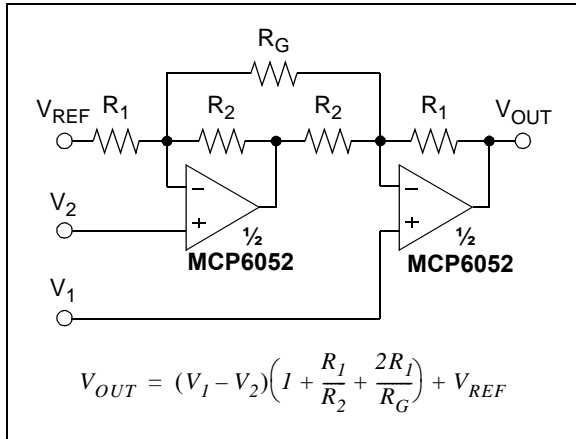 R_G
V_REF R_1 R_2 R_2 R_1 V_OUT
V_2 − + ½ MCP6052
− + ½ MCP6052
V_1
V_OUT = (V_1 – V_2)(1 + R_1/R_2 + 2R_1/R_G) + V_REF